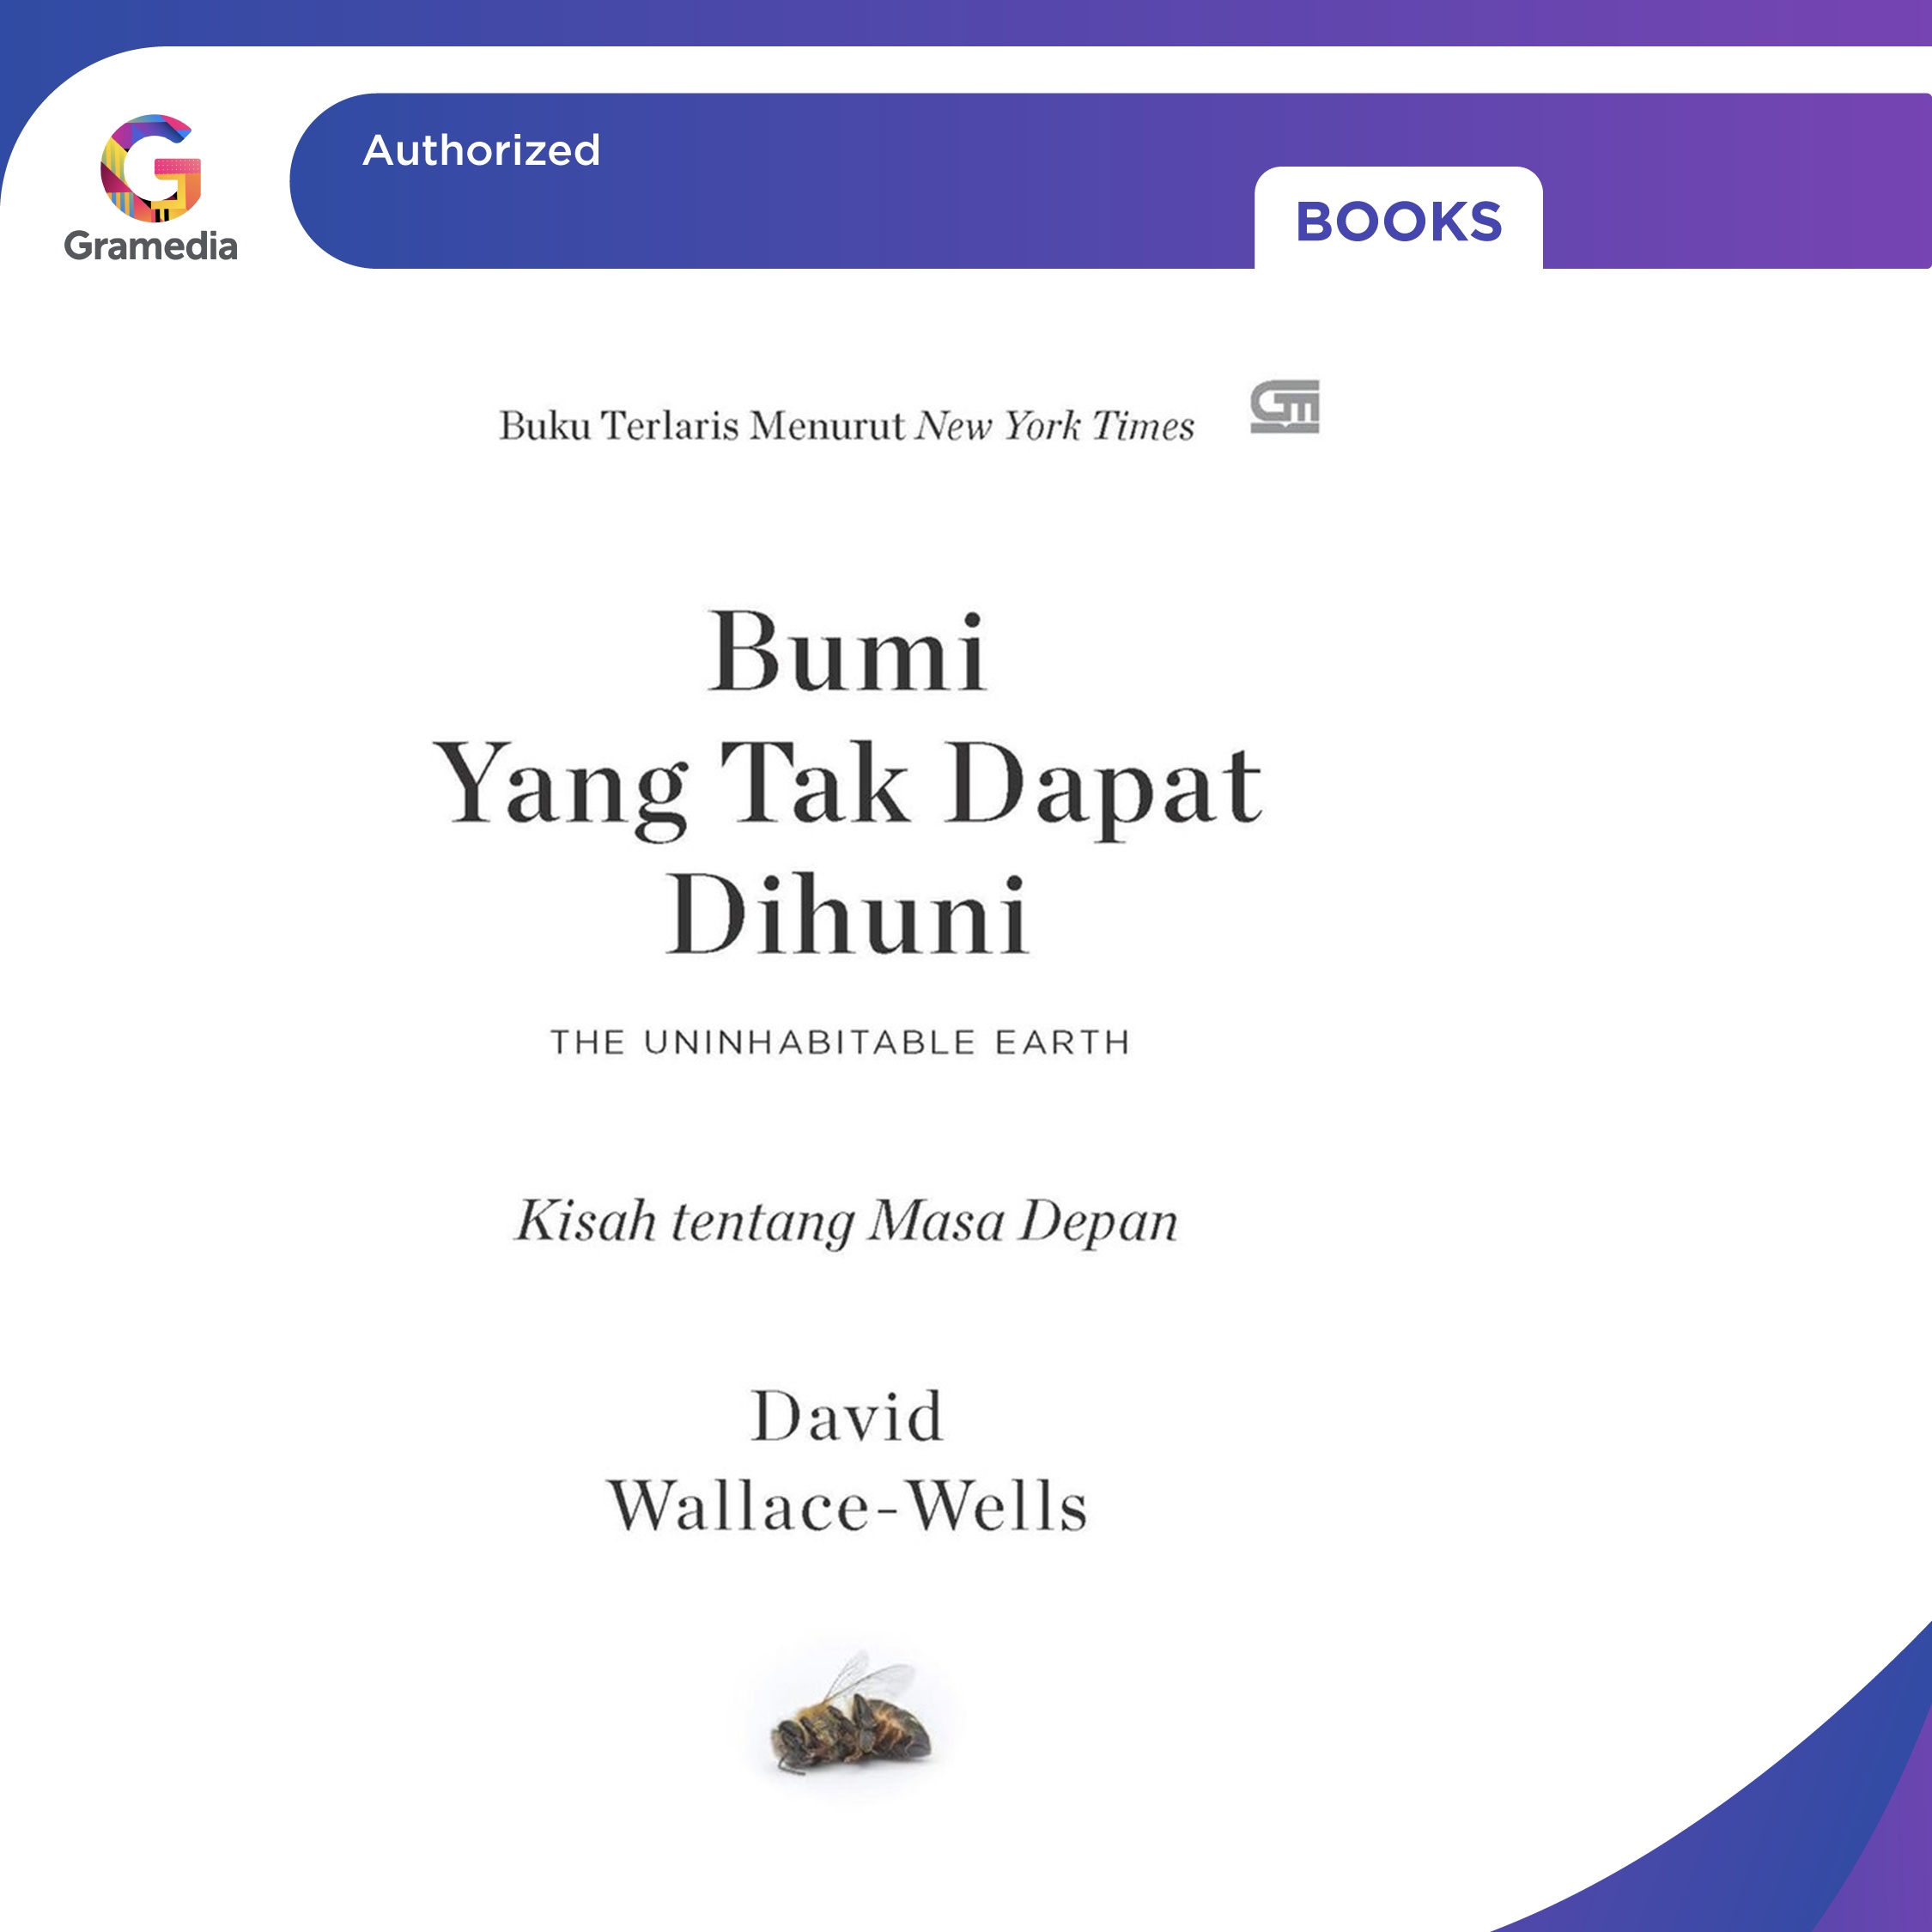 Authorized
Gramedia
BOOKS
Buku Terlaris Menurut New York Times
GM
Bumi
Yang Tak Dapat
Dihuni
THE UNINHABITABLE EARTH
Kisah tentang Masa Depan
David
Wallace-Wells